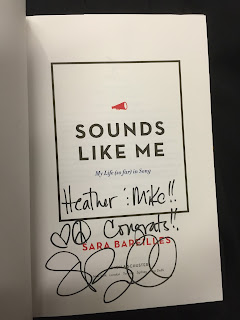 SOUNDS
LIKE ME
My Life (so far) in Song
Heather : Mike!!
Congrats!!
SARA BAREILLES